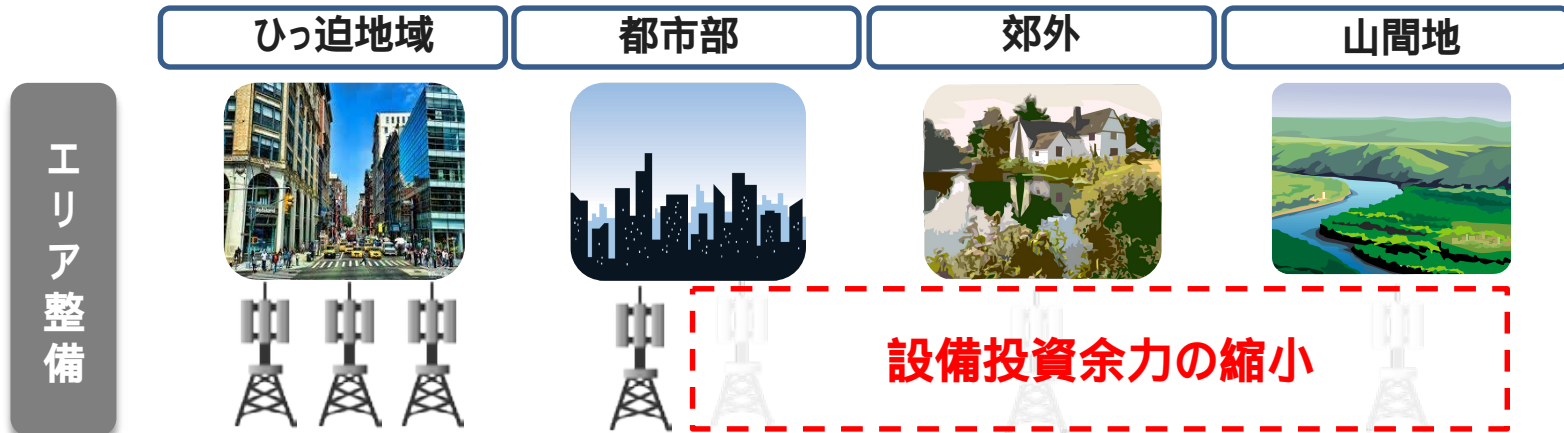 ひっ迫地域
都市部
郊外
山間地
エリア整備
設備投資余力の縮小